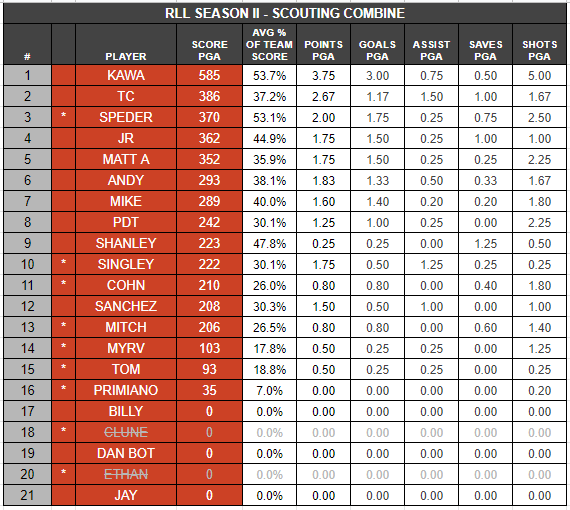 RLL SEASON II - SCOUTING COMBINE
# PLAYER SCORE PGA AVG % OF TEAM SCORE POINTS PGA GOALS PGA ASSIST PGA SAVES PGA SHOTS PGA
1 KAWA 585 53.7% 3.75 3.00 0.75 0.50 5.00
2 TC 386 37.2% 2.67 1.17 1.50 1.00 1.67
3 * SPEDER 370 53.1% 2.00 1.75 0.25 0.75 2.50
4 JR 362 44.9% 1.75 1.50 0.25 1.00 1.00
5 MATT A 352 35.9% 1.75 1.50 0.25 0.25 2.25
6 ANDY 293 38.1% 1.83 1.33 0.50 0.33 1.67
7 MIKE 289 40.0% 1.60 1.40 0.20 0.20 1.80
8 PDT 242 30.1% 1.25 1.00 0.25 0.00 2.25
9 SHANLEY 223 47.8% 0.25 0.25 0.00 1.25 0.50
10 * SINGLEY 222 30.1% 1.75 0.50 1.25 0.25 0.25
11 * COHN 210 26.0% 0.80 0.80 0.00 0.40 1.80
12 SANCHEZ 208 30.3% 1.50 0.50 1.00 0.00 1.00
13 * MITCH 206 26.5% 0.80 0.80 0.00 0.60 1.40
14 * MYRV 103 17.8% 0.50 0.25 0.25 0.00 1.25
15 * TOM 93 18.8% 0.50 0.25 0.25 0.00 0.25
16 * PRIMIANO 35 7.0% 0.00 0.00 0.00 0.00 0.20
17 BILLY 0 0.0% 0.00 0.00 0.00 0.00 0.00
18 * CLUNE 0 0.0% 0.00 0.00 0.00 0.00 0.00
19 DAN BOT 0 0.0% 0.00 0.00 0.00 0.00 0.00
20 * ETHAN 0 0.0% 0.00 0.00 0.00 0.00 0.00
21 JAY 0 0.0% 0.00 0.00 0.00 0.00 0.00